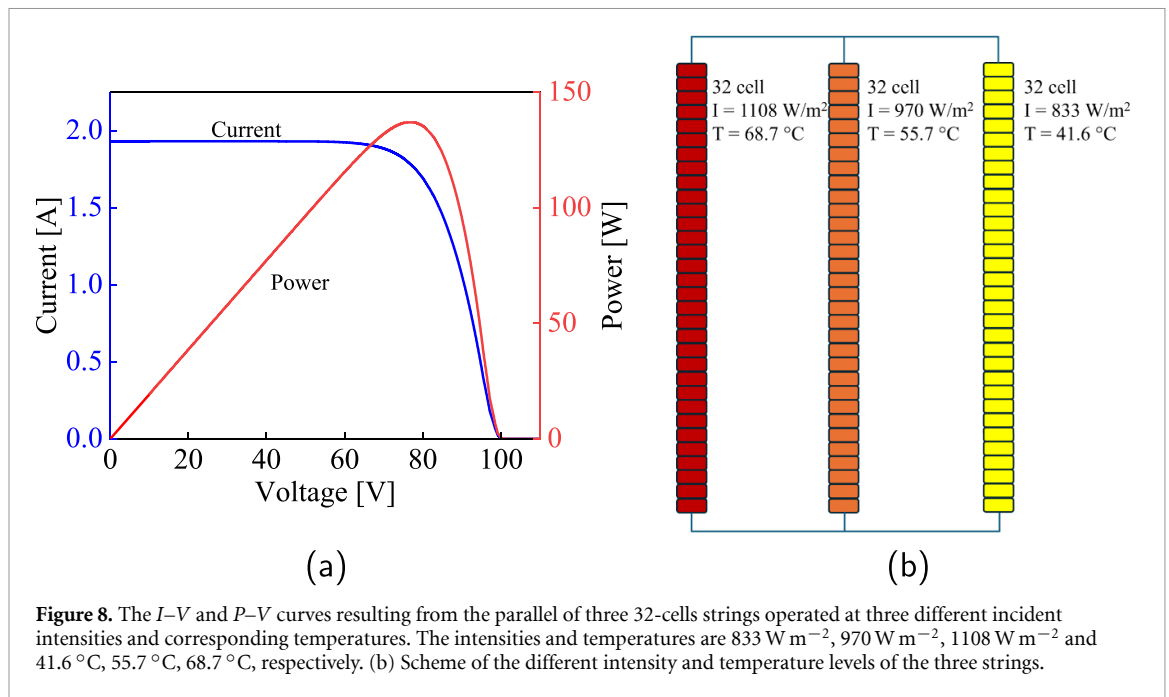 Current [A]
2.0
1.5
1.0
0.5
0.0
Current
Power
0 20 40 60 80 100
Voltage [V]
150
100
50
0
Power [W]
(a)
32 cell
I = 1108 W/m²
T = 68.7 °C
32 cell
I = 970 W/m²
T = 55.7 °C
32 cell
I = 833 W/m²
T = 41.6 °C
(b)
Figure 8. The I–V and P–V curves resulting from the parallel of three 32-cells strings operated at three different incident
intensities and corresponding temperatures. The intensities and temperatures are 833 W m⁻², 970 W m⁻², 1108 W m⁻² and
41.6 °C, 55.7 °C, 68.7 °C, respectively. (b) Scheme of the different intensity and temperature levels of the three strings.